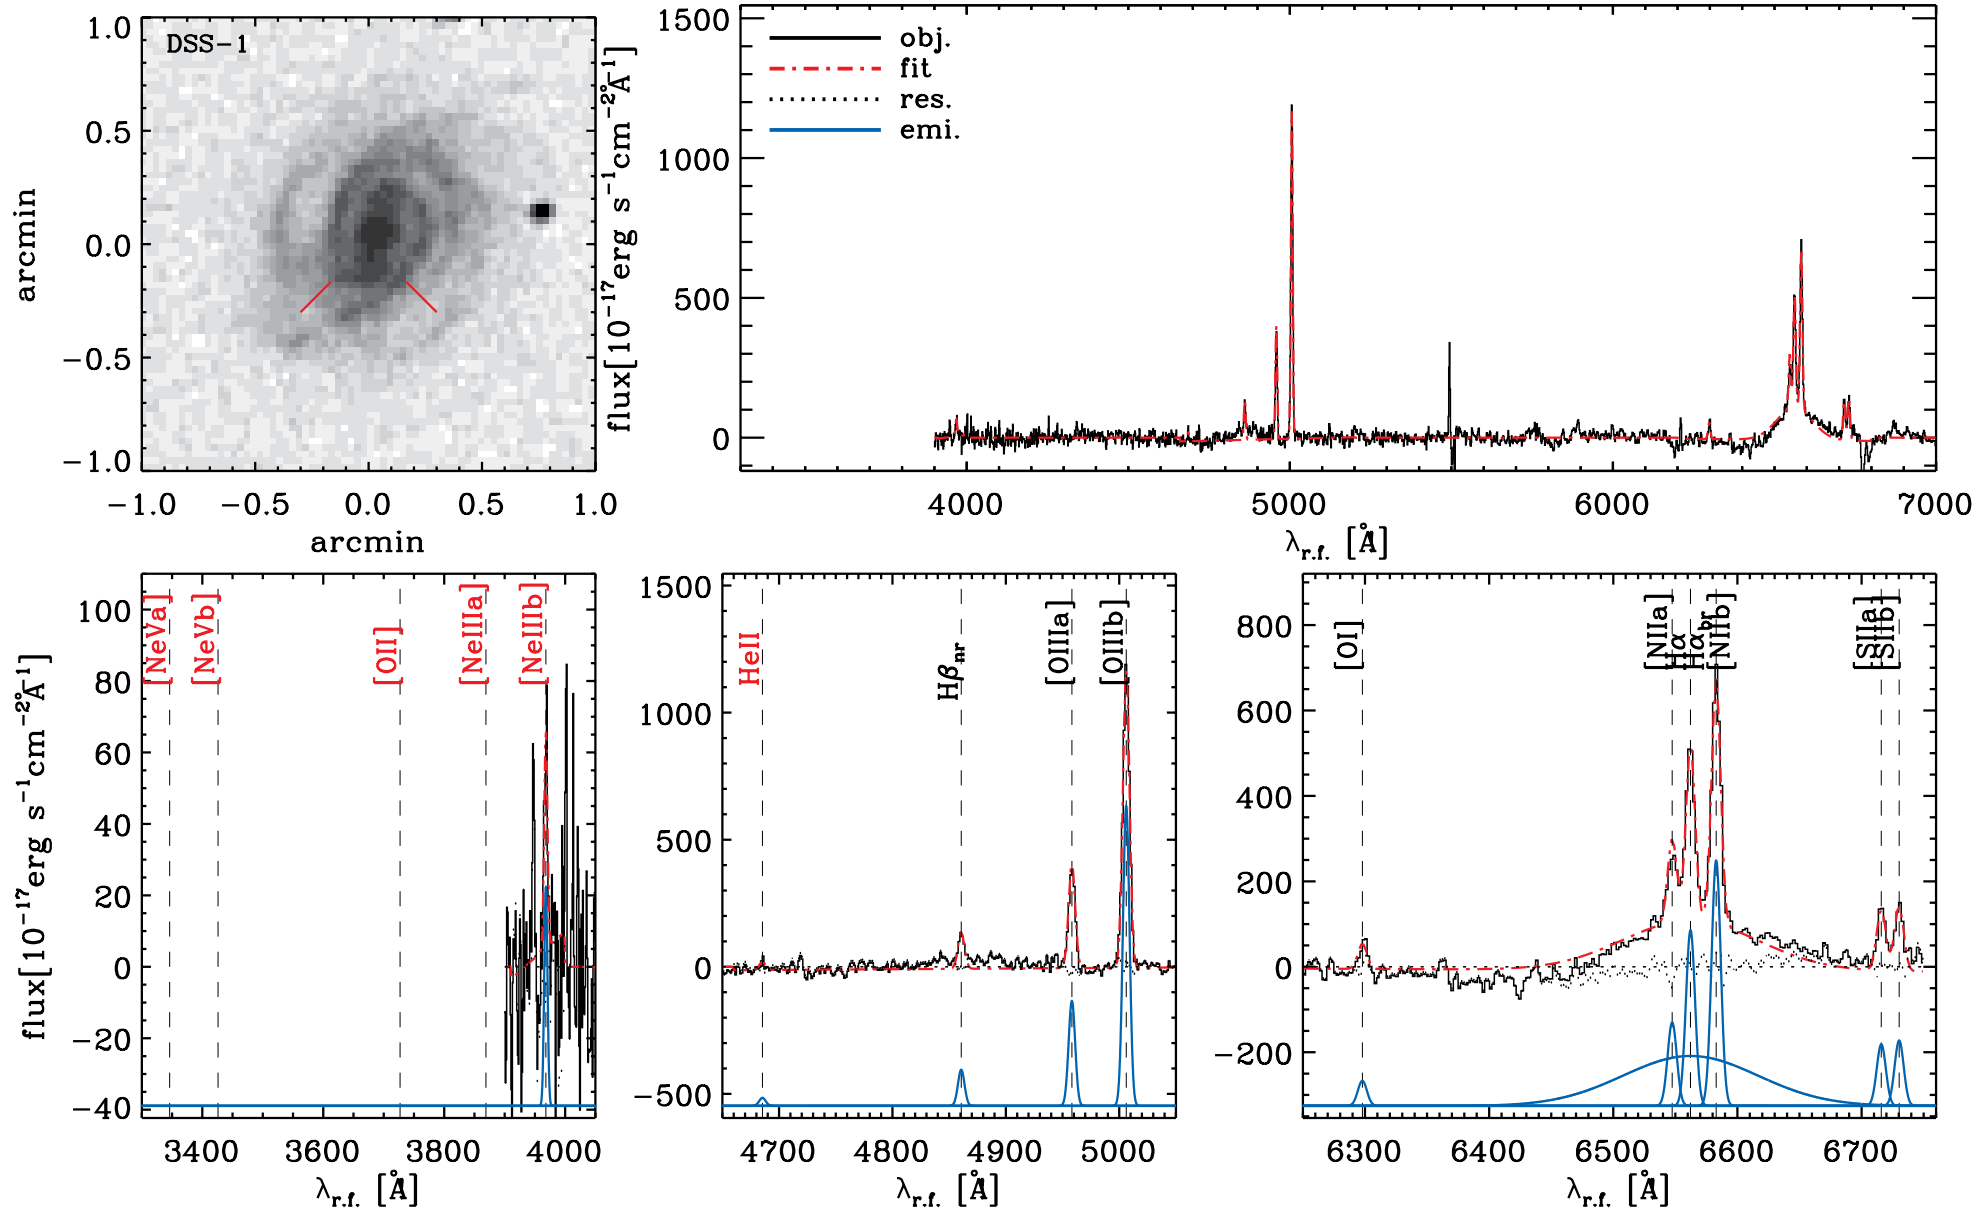 DSS-1
1.0
0.5
0.0
-0.5
-1.0
arcmin
-1.0 -0.5 0.0 0.5 1.0
arcmin
flux[10⁻¹⁷erg s⁻¹cm⁻²Å⁻¹]
1500
1000
500
0
obj.
fit
res.
emi.
4000 5000 6000 7000
λr.f. [Å]
flux[10⁻¹⁷erg s⁻¹cm⁻²Å⁻¹]
100
80
60
40
20
0
-20
-40
[NeVa]
[NeVb]
[OII]
[NeIIIa]
[NeIIIb]
3400 3600 3800 4000
λr.f. [Å]
1500
1000
500
0
-500
HeII
Hβnr
[OIIIa]
[OIIIb]
4700 4800 4900 5000
λr.f. [Å]
800
600
400
200
0
-200
[OI]
[NIIa]
Hα
Hαbr
[NIIb]
[SIIa]
[SIIb]
6300 6400 6500 6600 6700
λr.f. [Å]